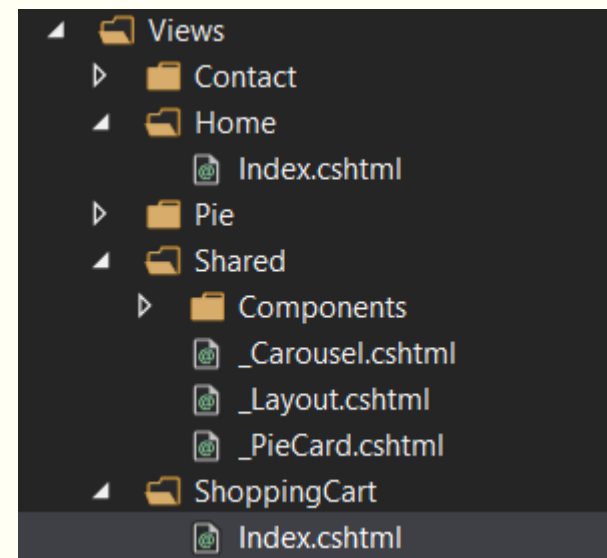 Views
Contact
Home
Index.cshtml
Pie
Shared
Components
_Carousel.cshtml
_Layout.cshtml
_PieCard.cshtml
ShoppingCart
Index.cshtml